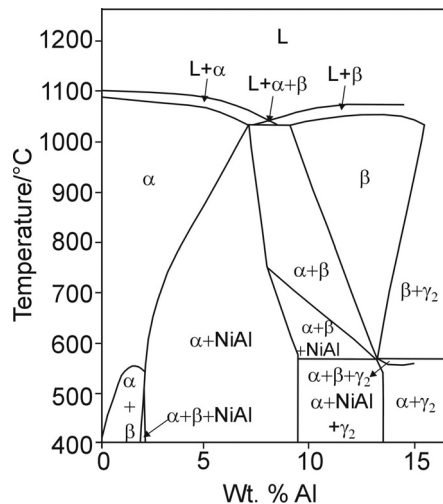 L
1200
L+α
L+α+β
L+β
1100
1000
900
α
β
α+β
800
β+γ₂
700
α+NiAl
α+β
+NiAl
600
α+β+γ₂
α
+
β
α+β+NiAl
α+NiAl
+γ₂
α+γ₂
500
400
Temperature/°C
0
5
10
15
Wt. % Al